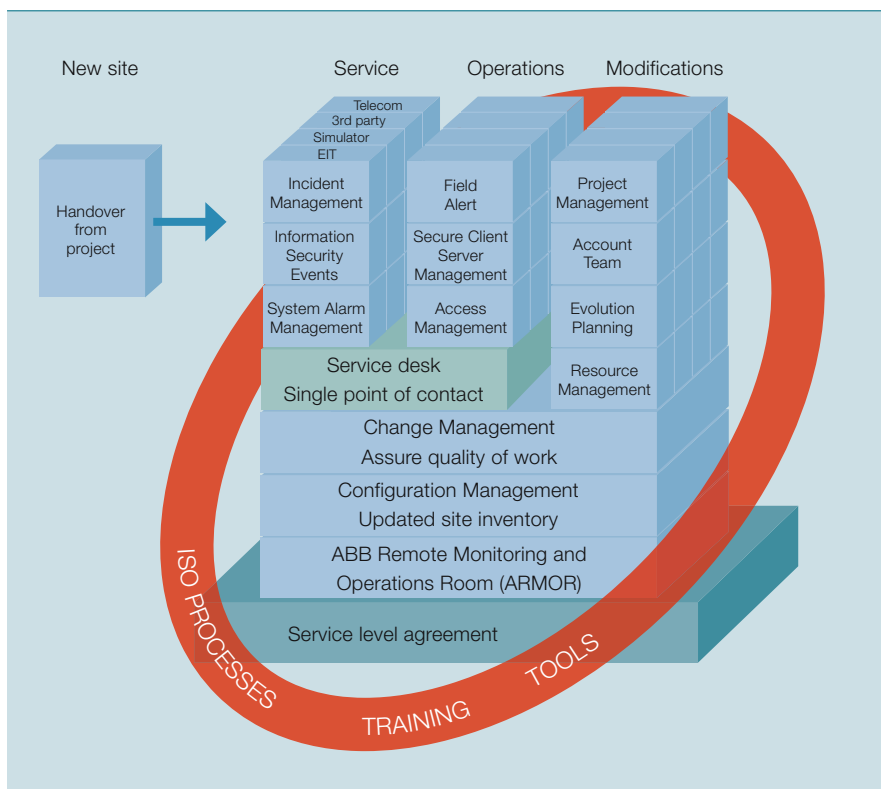 New site
Service
Operations
Modifications
Telecom
3rd party
Simulator
EIT
Handover
from
project
Incident
Management
Information
Security
Events
System Alarm
Management
Field
Alert
Secure Client
Server
Management
Access
Management
Project
Management
Account
Team
Evolution
Planning
Resource
Management
Service desk
Single point of contact
Change Management
Assure quality of work
Configuration Management
Updated site inventory
ABB Remote Monitoring and
Operations Room (ARMOR)
Service level agreement
ISO PROCESSES
TRAINING
TOOLS